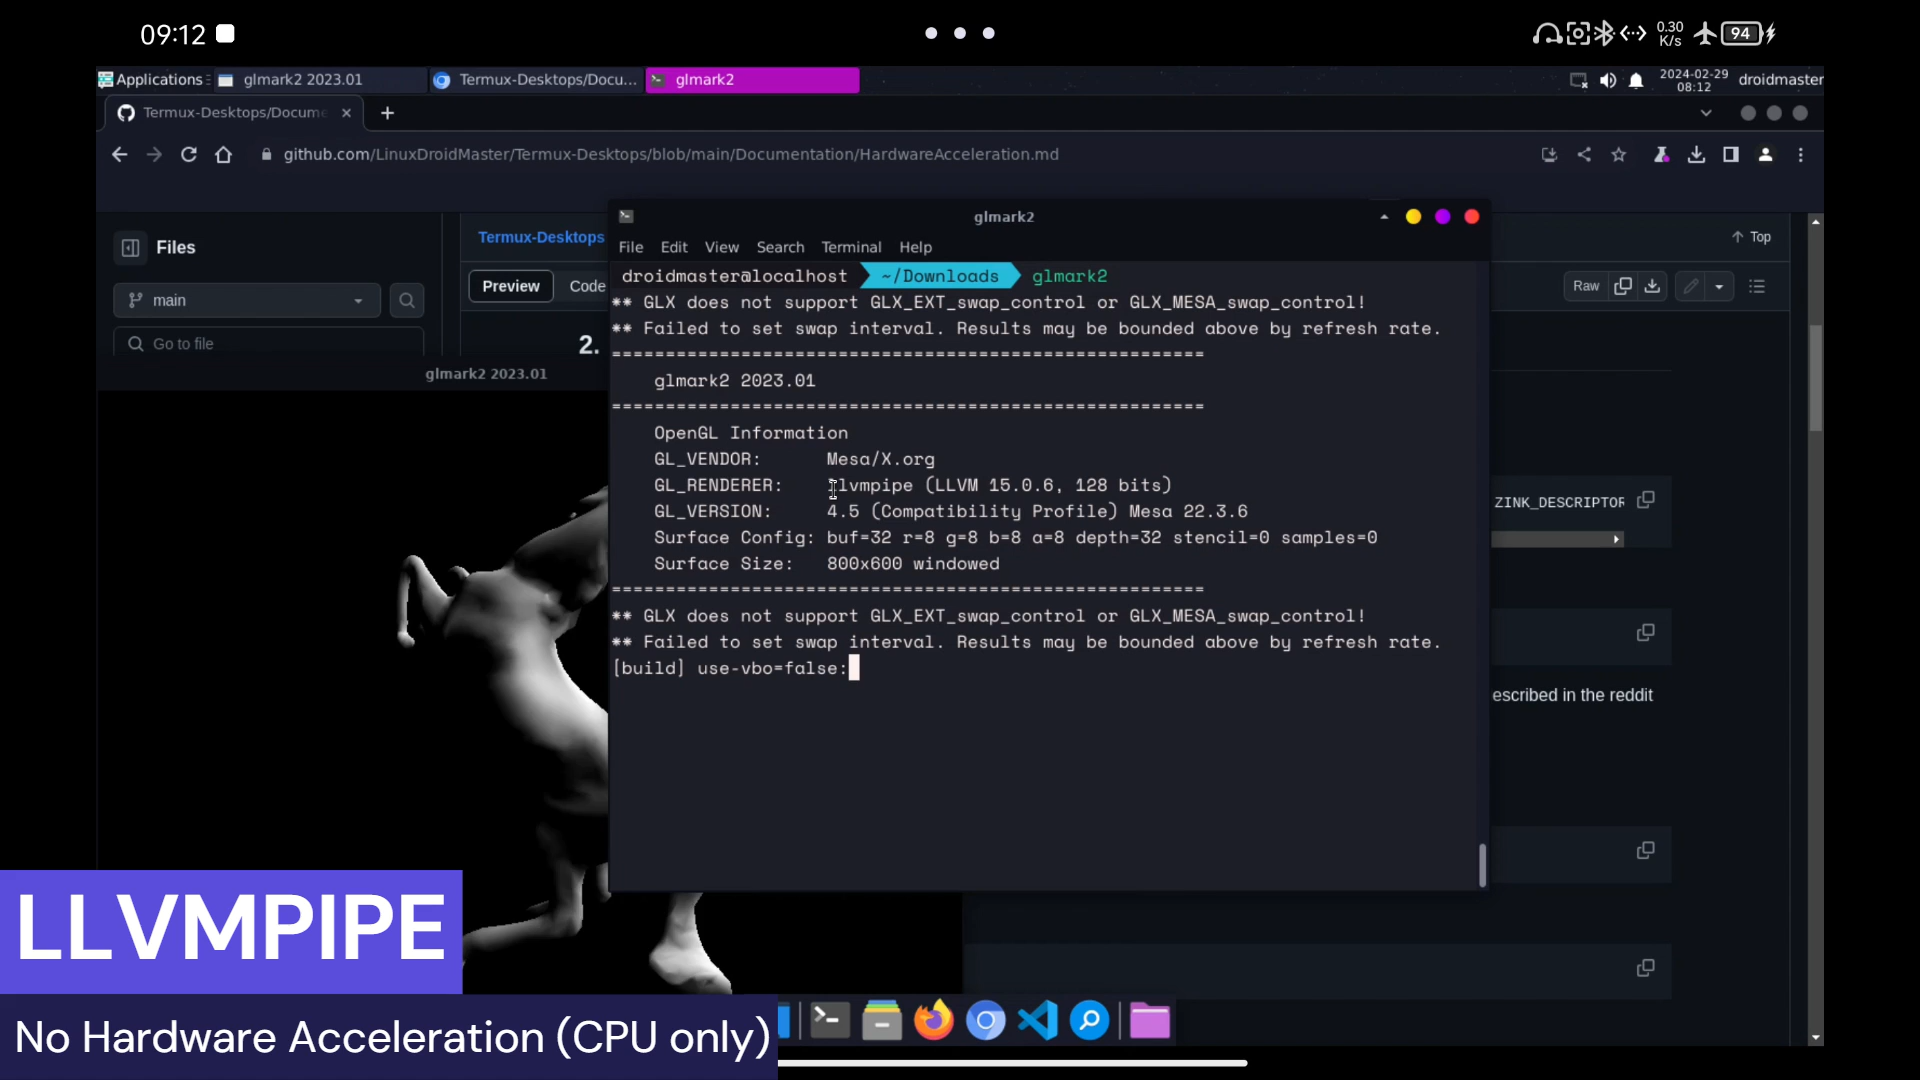 09:12
0.30
K/s
94
Applications
glmark2 2023.01
Termux-Desktops/Docu...
glmark2
2024-02-29
08:12
droidmaster
Termux-Desktops/Docume
github.com/LinuxDroidMaster/Termux-Desktops/blob/main/Documentation/HardwareAcceleration.md
Files
Termux-Desktops
Top
main
Preview
Code
Raw
Go to file
2.
glmark2 2023.01
glmark2
File Edit View Search Terminal Help
droidmaster@localhost ~/Downloads glmark2
** GLX does not support GLX_EXT_swap_control or GLX_MESA_swap_control!
** Failed to set swap interval. Results may be bounded above by refresh rate.
=======================================================
glmark2 2023.01
=======================================================
OpenGL Information
GL_VENDOR: Mesa/X.org
GL_RENDERER: llvmpipe (LLVM 15.0.6, 128 bits)
GL_VERSION: 4.5 (Compatibility Profile) Mesa 22.3.6
Surface Config: buf=32 r=8 g=8 b=8 a=8 depth=32 stencil=0 samples=0
Surface Size: 800x600 windowed
=======================================================
** GLX does not support GLX_EXT_swap_control or GLX_MESA_swap_control!
** Failed to set swap interval. Results may be bounded above by refresh rate.
[build] use-vbo=false:
ZINK_DESCRIPTOR
escribed in the reddit
LLVMPIPE
No Hardware Acceleration (CPU only)